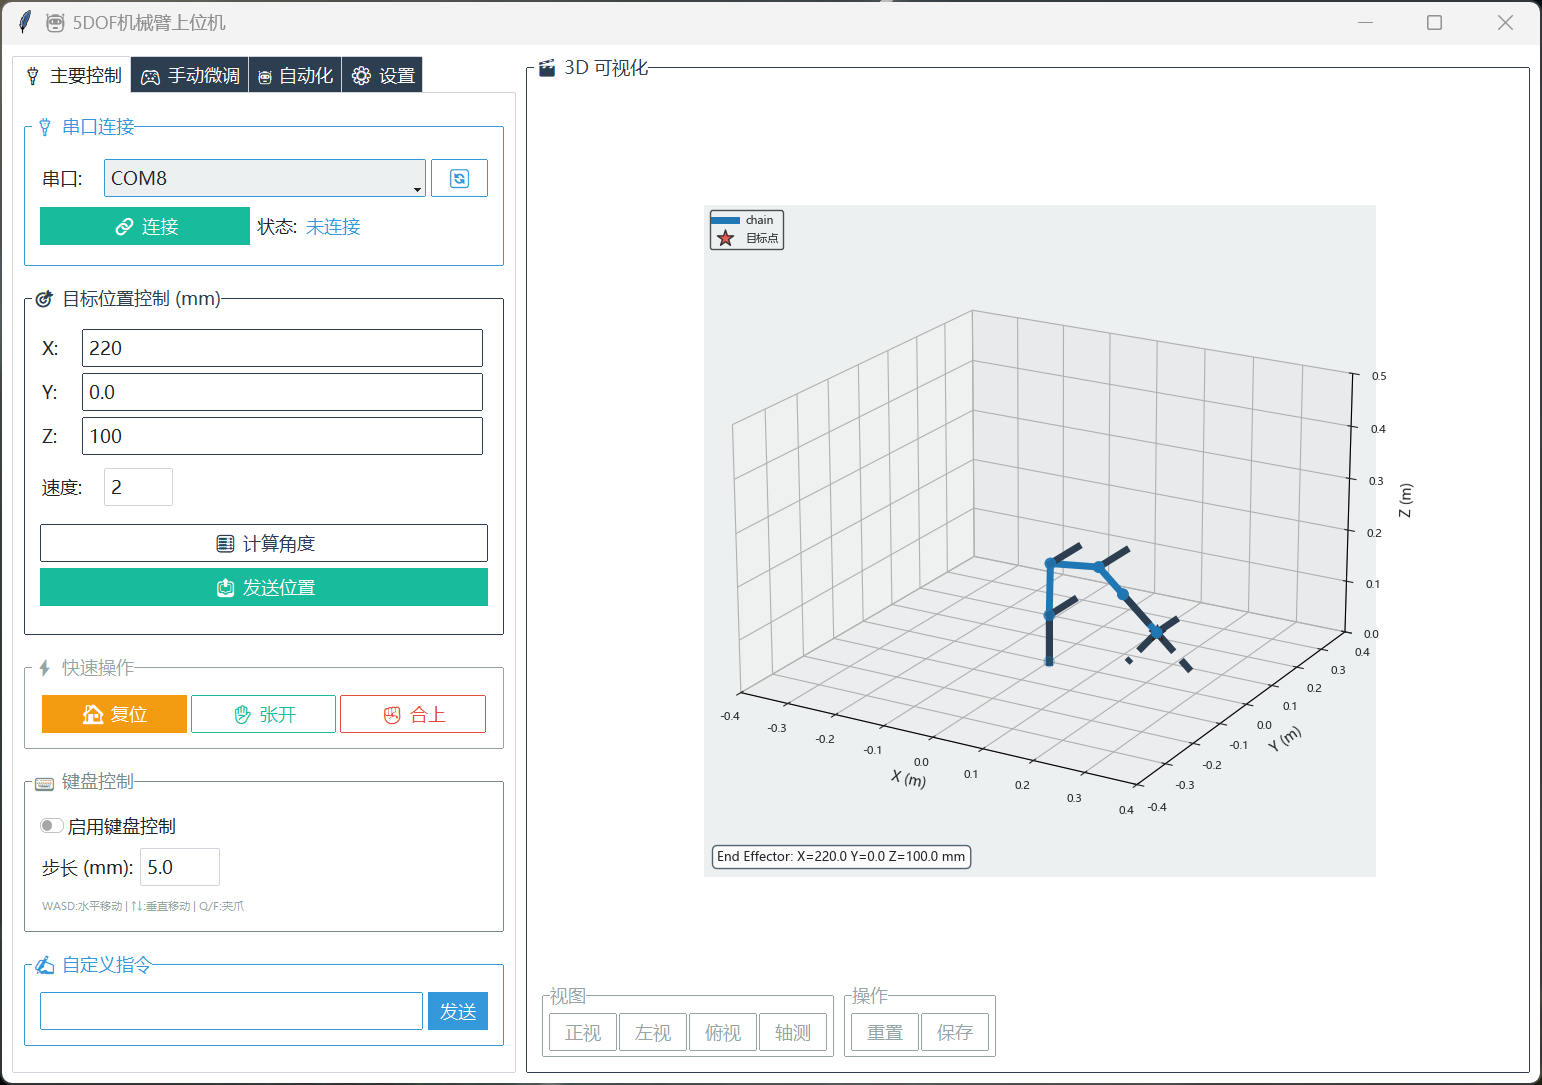 5DOF机械臂上位机
主要控制
手动微调
自动化
设置
串口连接
串口:
COM8
连接
状态: 未连接
目标位置控制 (mm)
X:
220
Y:
0.0
Z:
100
速度:
2
计算角度
发送位置
快速操作
复位
张开
合上
键盘控制
启用键盘控制
步长 (mm):
5.0
WASD:水平移动 | ↑↓:垂直移动 | Q/F:夹爪
自定义指令
发送
3D 可视化
chain
目标点
0.5
0.4
0.3
0.2
0.1
0.0
Z (m)
0.4
0.3
0.2
0.1
0.0
-0.1
-0.2
-0.3
-0.4
Y (m)
-0.4
-0.3
-0.2
-0.1
0.0
0.1
0.2
0.3
0.4
X (m)
End Effector: X=220.0 Y=0.0 Z=100.0 mm
视图
正视
左视
俯视
轴测
操作
重置
保存